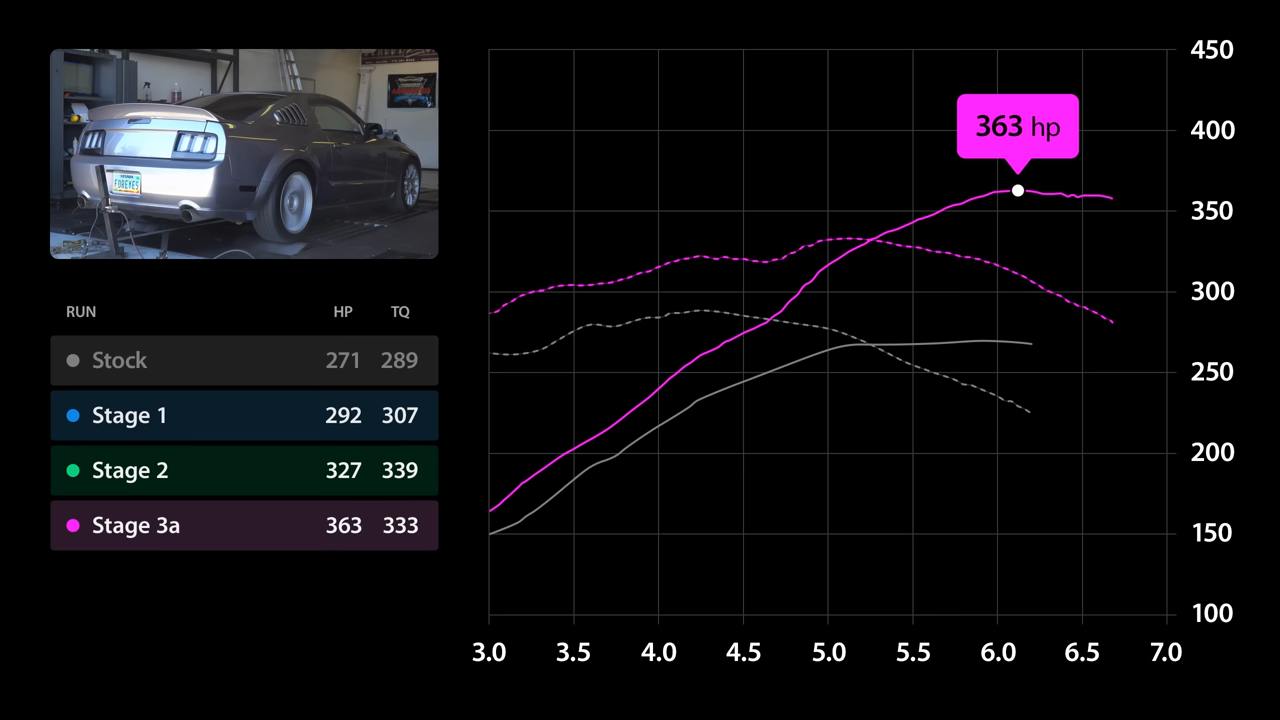 FOREYES
RUN HP TQ
Stock 271 289
Stage 1 292 307
Stage 2 327 339
Stage 3a 363 333
363 hp
450
400
350
300
250
200
150
100
3.0 3.5 4.0 4.5 5.0 5.5 6.0 6.5 7.0